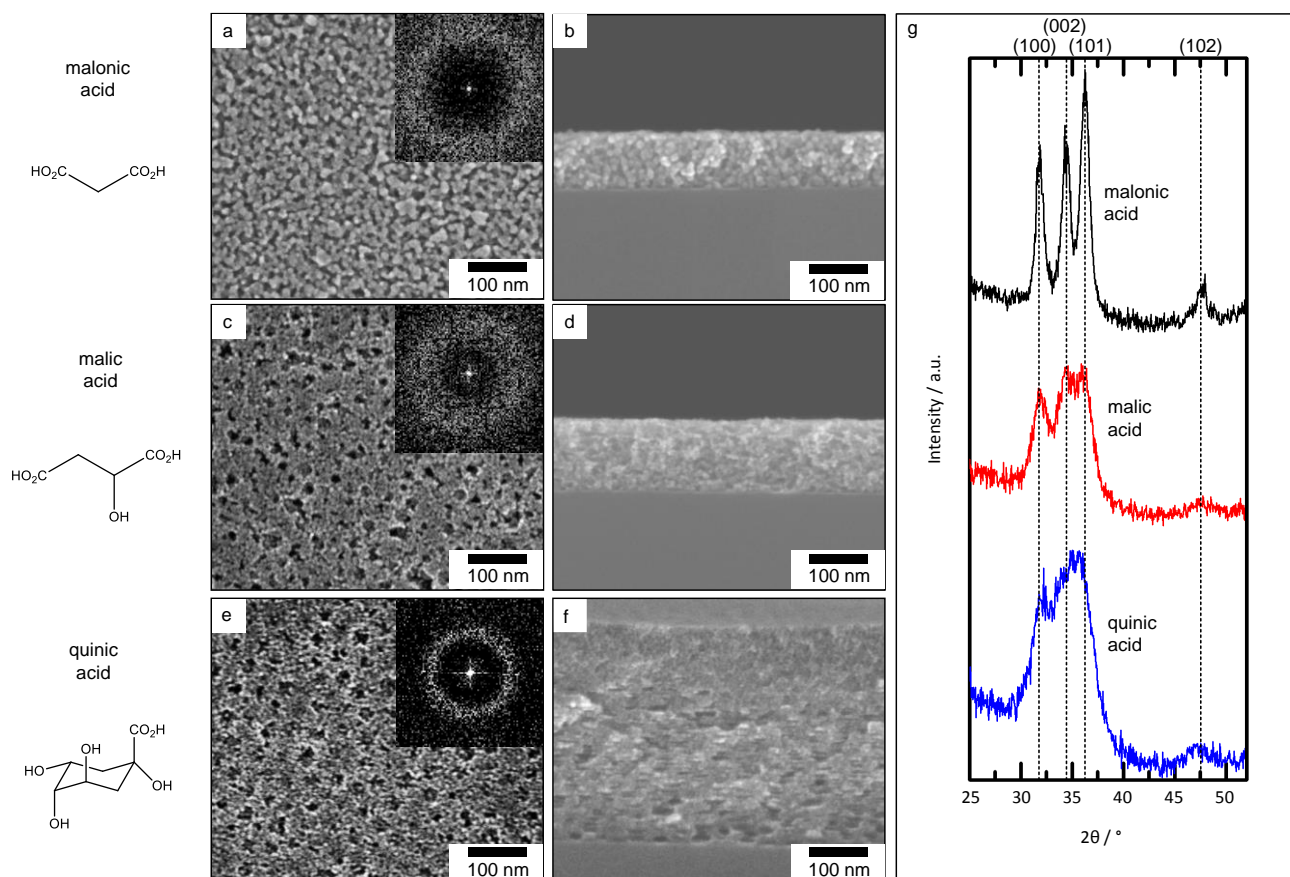 malonic
acid
HO2C
CO2H
a
100 nm
b
100 nm
malic
acid
HO2C
CO2H
OH
c
100 nm
d
100 nm
quinic
acid
CO2H
OH
HO
OH
HO
OH
e
100 nm
f
100 nm
g
(002)
(100)
(101)
(102)
malonic
acid
malic
acid
quinic
acid
Intensity / a.u.
25
30
35
40
45
50
2θ / °